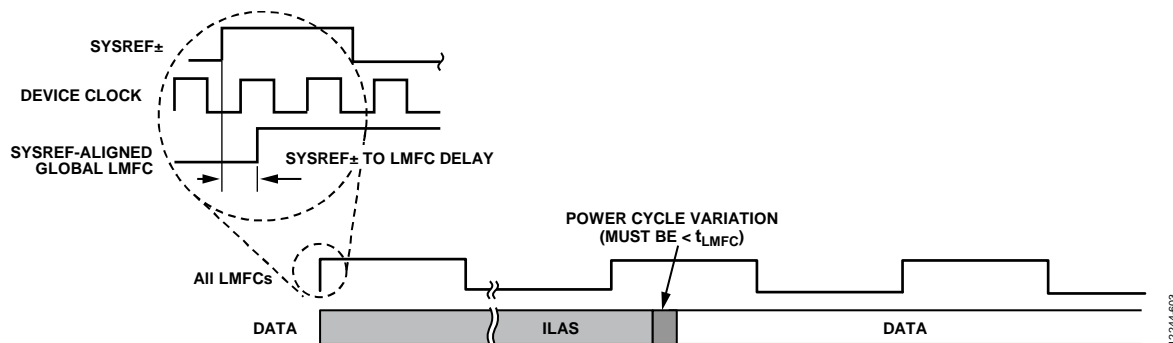 SYSREF±
DEVICE CLOCK
SYSREF-ALIGNED
GLOBAL LMFC
SYSREF± TO LMFC DELAY
POWER CYCLE VARIATION
(MUST BE < tLMFC)
All LMFCs
DATA
ILAS
DATA